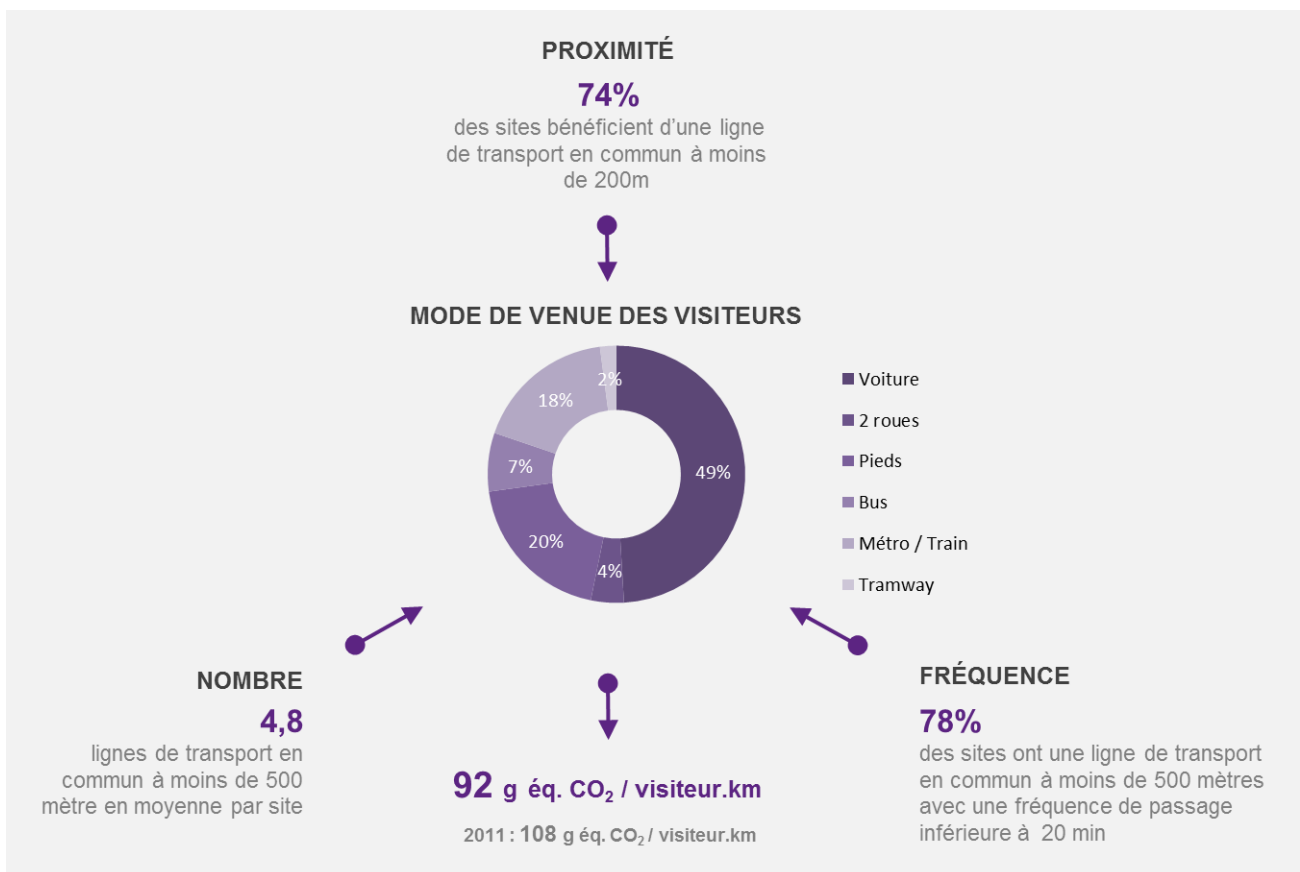 PROXIMITÉ
74%
des sites bénéficient d'une ligne
de transport en commun à moins
de 200m
MODE DE VENUE DES VISITEURS
2%
18%
49%
7%
20%
4%
Voiture
2 roues
Pieds
Bus
Métro / Train
Tramway
NOMBRE
4,8
lignes de transport en
commun à moins de 500
mètre en moyenne par site
92 g éq. CO₂ / visiteur.km
2011 : 108 g éq. CO₂ / visiteur.km
FRÉQUENCE
78%
des sites ont une ligne de transport
en commun à moins de 500 mètres
avec une fréquence de passage
inférieure à 20 min